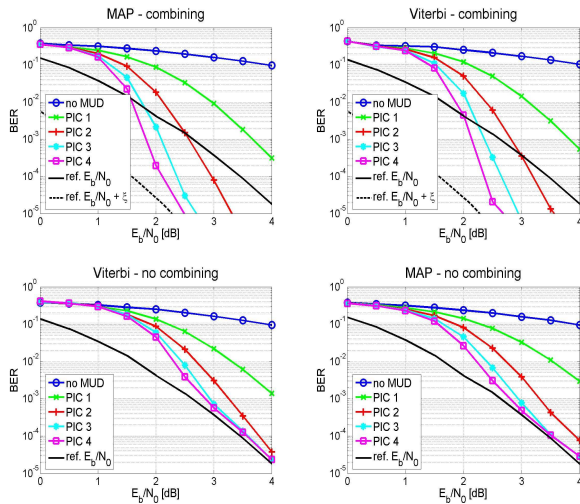 MAP - combining
BER
10^0
10^-1
10^-2
10^-3
10^-4
10^-5
no MUD
PIC 1
PIC 2
PIC 3
PIC 4
ref. E_b/N_0
ref. E_b/N_0 + ξ
0 1 2 3 4
E_b/N_0 [dB]
Viterbi - combining
BER
10^0
10^-1
10^-2
10^-3
10^-4
10^-5
no MUD
PIC 1
PIC 2
PIC 3
PIC 4
ref. E_b/N_0
ref. E_b/N_0 + ξ
0 1 2 3 4
E_b/N_0 [dB]
Viterbi - no combining
BER
10^0
10^-1
10^-2
10^-3
10^-4
10^-5
no MUD
PIC 1
PIC 2
PIC 3
PIC 4
ref. E_b/N_0
0 1 2 3 4
E_b/N_0 [dB]
MAP - no combining
BER
10^0
10^-1
10^-2
10^-3
10^-4
10^-5
no MUD
PIC 1
PIC 2
PIC 3
PIC 4
ref. E_b/N_0
0 1 2 3 4
E_b/N_0 [dB]